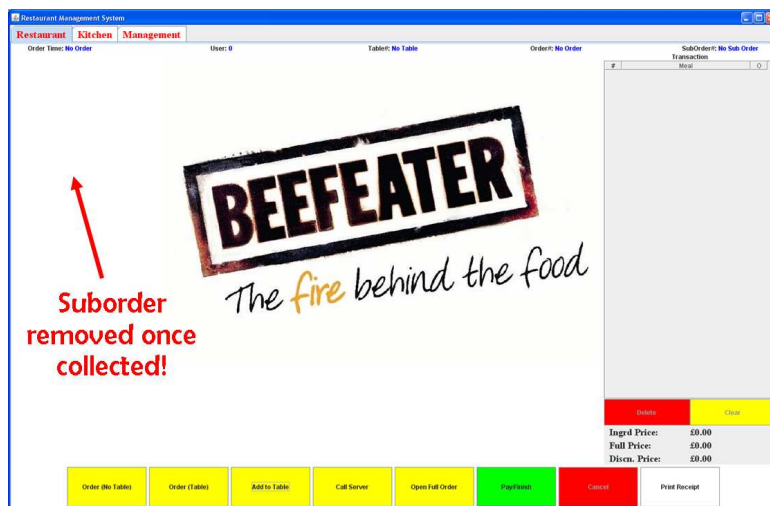 Restaurant Management System
Restaurant Kitchen Management
Order Time: No Order User: 0 Table#: No Table Order#: No Order SubOrder#: No Sub Order
Transaction
# Meal O
BEEFEATER
The fire behind the food
Suborder
removed once
collected!
Delete Clear
Ingrd Price: £0.00
Full Price: £0.00
Discn. Price: £0.00
Order (No Table) Order (Table) Add to Table Call Server Open Full Order Pay/Finish Cancel Print Receipt